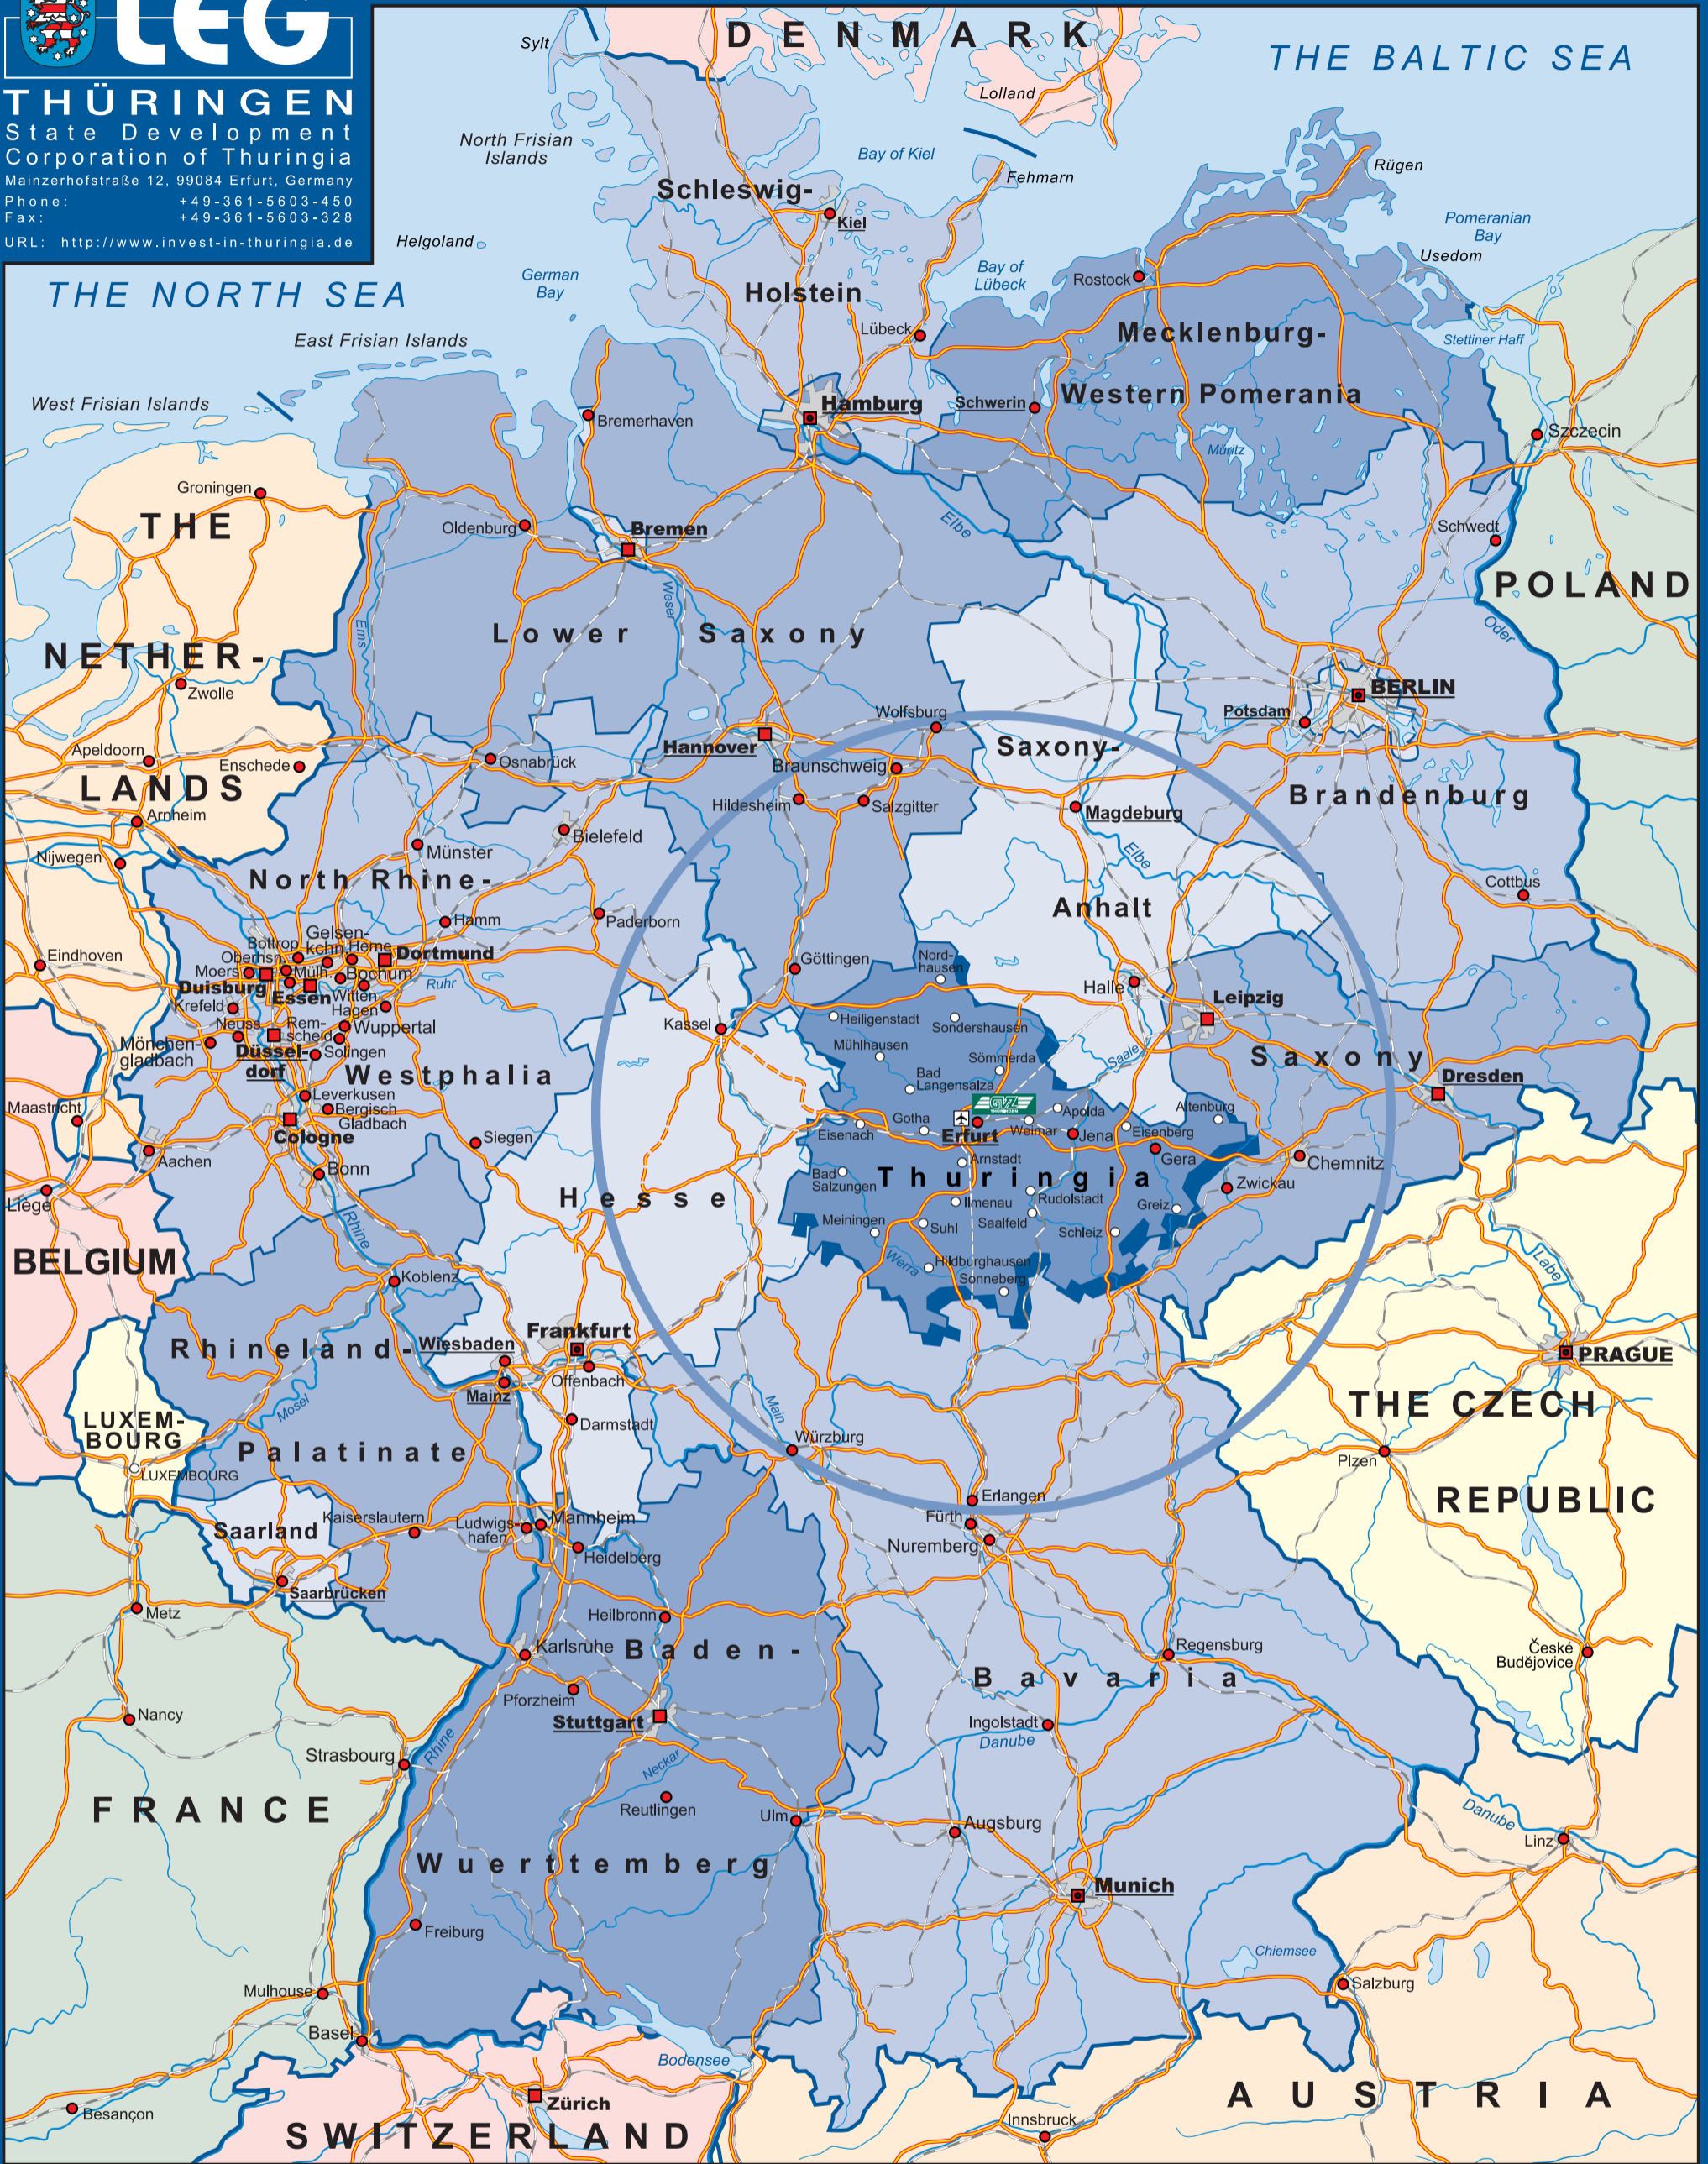 LEG
THÜRINGEN
State Development
Corporation of Thuringia
Mainzerhofstraße 12, 99084 Erfurt, Germany
Phone: +49-361-5603-450
Fax: +49-361-5603-328
URL: http://www.invest-in-thuringia.de
DENMARK
THE BALTIC SEA
Sylt
Lolland
North Frisian
Islands
Bay of Kiel
Fehmarn
Rügen
Schleswig-
Kiel
Helgoland
Pomeranian
Bay
Usedom
German
Bay
Bay of
Lübeck
Rostock
THE NORTH SEA
Holstein
East Frisian Islands
Lübeck
Mecklenburg-
Stettiner Haff
West Frisian Islands
Hamburg
Schwerin
Western Pomerania
Bremerhaven
Szczecin
Müritz
Groningen
THE
Oldenburg
Bremen
Elbe
Schwedt
POLAND
Weser
Ems
Lower Saxony
Oder
NETHER-
Zwolle
BERLIN
Potsdam
Wolfsburg
Hannover
Saxony-
Apeldoorn
Enschede
Osnabrück
Braunschweig
LANDS
Brandenburg
Hildesheim
Salzgitter
Magdeburg
Arnheim
Bielefeld
Nijwegen
Münster
Elbe
North Rhine-
Cottbus
Anhalt
Hamm
Paderborn
Gelsen-
kchn.
Bottrop
Herne
Dortmund
Eindhoven
Oberhsn.
Moers
Mülh.
Bochum
Göttingen
Nord-
hausen
Duisburg
Essen
Witten
Ruhr
Halle
Leipzig
Krefeld
Hagen
Heiligenstadt
Sondershausen
Neuss
Rem-
scheid
Wuppertal
Kassel
Mönchen-
gladbach
Düssel-
dorf
Solingen
Mühlhausen
Sömmerda
Saale
Saxony
Westphalia
Bad
Langensalza
Dresden
Leverkusen
Maastricht
Bergisch
Gladbach
GVZ
THÜRINGEN
Apolda
Altenburg
Gotha
Cologne
Siegen
Eisenach
Erfurt
Weimar
Jena
Eisenberg
Aachen
Bonn
Arnstadt
Gera
Chemnitz
Bad
Salzungen
Thuringia
Zwickau
Liège
Hesse
Ilmenau
Rudolstadt
Greiz
Rhine
Meiningen
Suhl
Saalfeld
Schleiz
BELGIUM
Werra
Hildburghausen
Labe
Koblenz
Sonneberg
Rhineland-
Wiesbaden
Frankfurt
PRAGUE
Mainz
Offenbach
LUXEM-
BOURG
Mosel
Main
THE CZECH
Darmstadt
Würzburg
Palatinate
Plzen
LUXEMBOURG
Erlangen
REPUBLIC
Saarland
Kaiserslautern
Ludwigs-
hafen
Mannheim
Fürth
Nuremberg
Heidelberg
Saarbrücken
Metz
Heilbronn
Karlsruhe
Baden-
Regensburg
České
Budějovice
Bavaria
Pforzheim
Nancy
Stuttgart
Ingolstadt
Danube
Strasbourg
Rhine
Neckar
FRANCE
Reutlingen
Ulm
Augsburg
Danube
Linz
Wuerttemberg
Munich
Freiburg
Chiemsee
Mulhouse
Salzburg
Basel
Bodensee
AUSTRIA
Besançon
Zürich
Innsbruck
SWITZERLAND